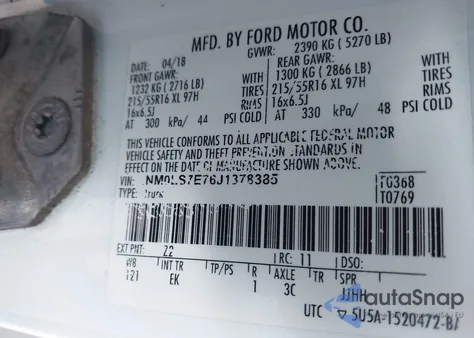 MFD. BY FORD MOTOR CO.
DATE: 04/18 GVWR: 2390 KG ( 5270 LB)
FRONT GAWR: REAR GAWR:
1232 KG ( 2716 LB) WITH 1300 KG ( 2866 LB) WITH
215/55R16 XL 97H TIRES 215/55R16 XL 97H TIRES
16x6.5J RIMS 16x6.5J RIMS
AT 300 kPa/ 44 PSI COLD AT 330 kPa/ 48 PSI COLD
THIS VEHICLE CONFORMS TO ALL APPLICABLE FEDERAL MOTOR
VEHICLE SAFETY AND THEFT PREVENTION STANDARDS IN
EFFECT ON THE DATE OF MANUFACTURE SHOWN ABOVE.
VIN: NM0LS7E76J1378385 T0368
TYPE: Truck T0769
EXT PNT: Z2 RC: 11 DSO:
WB INT TR TP/PS R AXLE TR SPR
121 EK 1 3C UHH
UTC ▽ 5U5A-1520472-B
AutoSnap